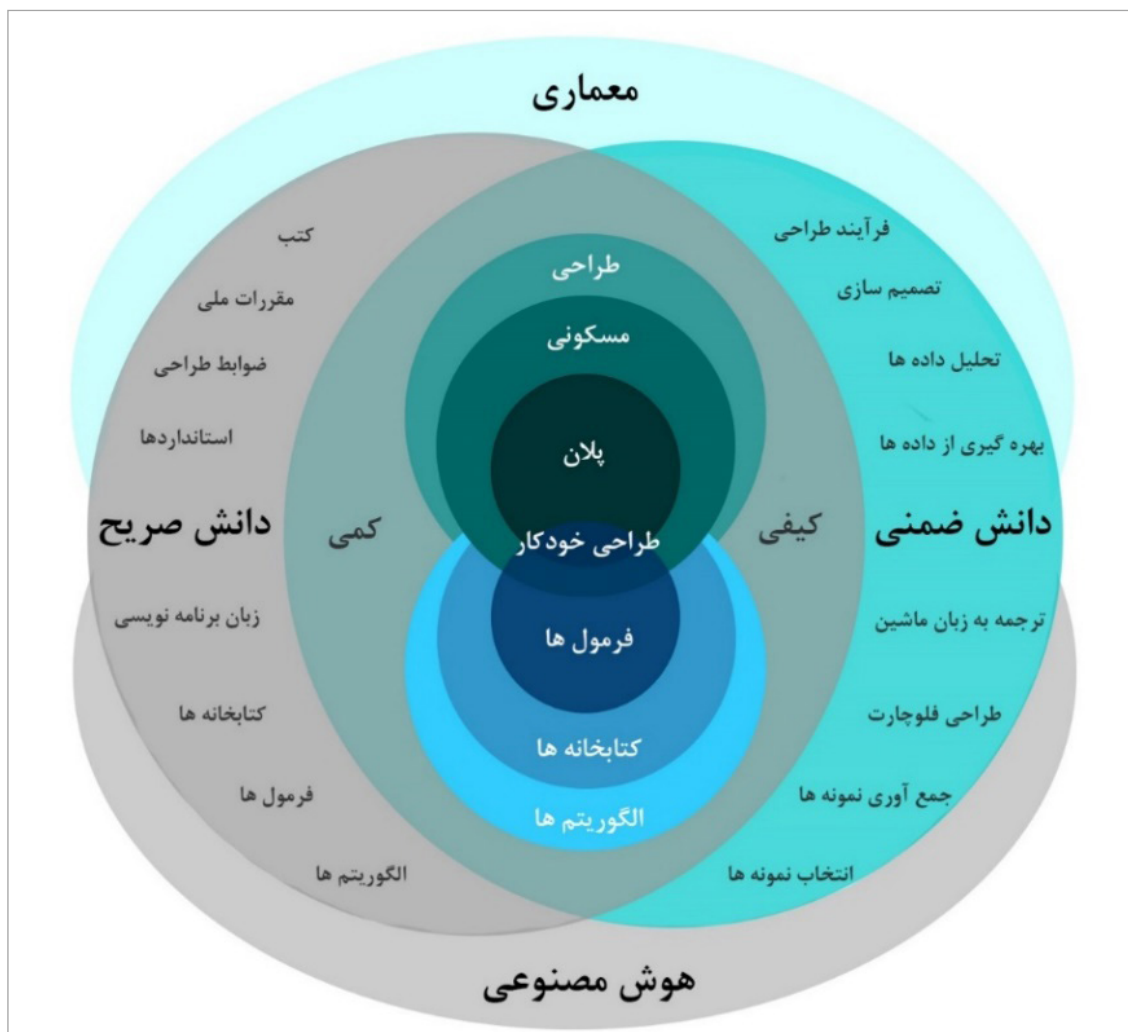 معماری
فرآیند طراحی
تصمیم سازی
تحلیل داده ها
بهره گیری از داده ها
دانش ضمنی
ترجمه به زبان ماشین
طراحی فلوچارت
جمع آوری نمونه ها
انتخاب نمونه ها
کیفی
طراحی
مسکونی
پلان
طراحی خودکار
فرمول ها
کتابخانه ها
الگوریتم ها
کمی
کتب
مقررات ملی
ضوابط طراحی
استانداردها
دانش صریح
زبان برنامه نویسی
کتابخانه ها
فرمول ها
الگوریتم ها
هوش مصنوعی